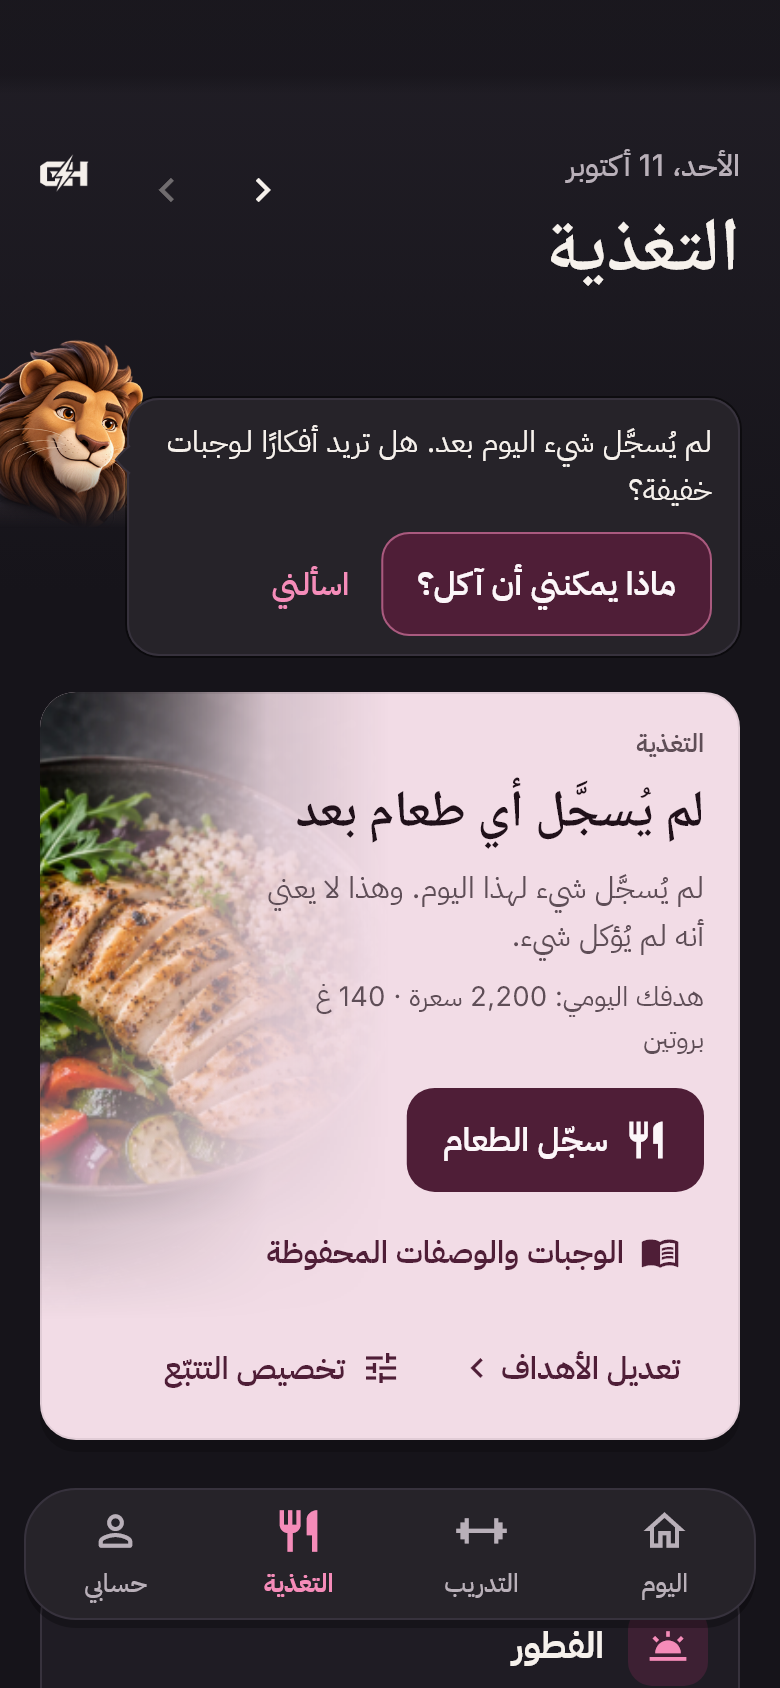 الأحد، 11 أكتوبر
GH
التغذية
لم يُسجَّل شيء اليوم بعد. هل تريد أفكارًا لوجبات
خفيفة؟
ماذا يمكنني أن آكل؟
اسألني
التغذية
لم يُسجَّل أي طعام بعد
لم يُسجَّل شيء لهذا اليوم. وهذا لا يعني
أنه لم يُؤكل شيء.
هدفك اليومي: 2,200 سعرة · 140 غ
بروتين
سجّل الطعام
الوجبات والوصفات المحفوظة
تعديل الأهداف
تخصيص التتبّع
اليوم
التدريب
التغذية
حسابي
الفطور